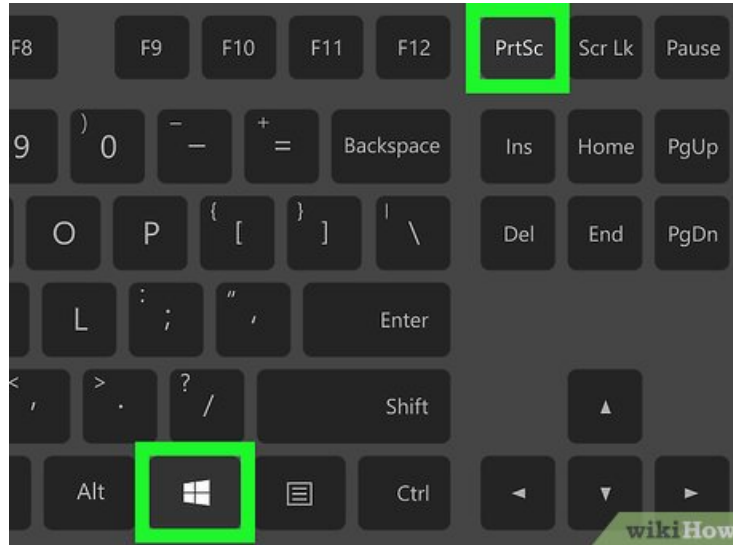 F8 F9 F10 F11 F12 PrtSc Scr Lk Pause
9 ) 0 _ - + = Backspace Ins Home PgUp
O P { [ } ] | \ Del End PgDn
L : ; " ' Enter
< , > . ? / Shift ▲
Alt Ctrl ◄ ▼ ►
wikiHow